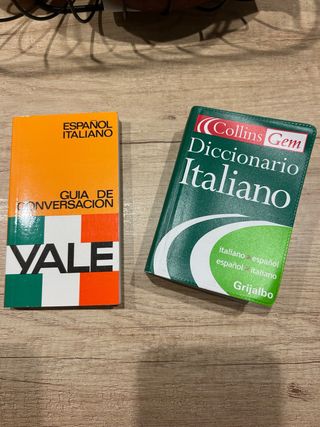 ESPAÑOL
ITALIANO
GUIA DE
CONVERSACION
YALE
Collins
Gem
Diccionario
Italiano
italiano español
español italiano
Grijalbo